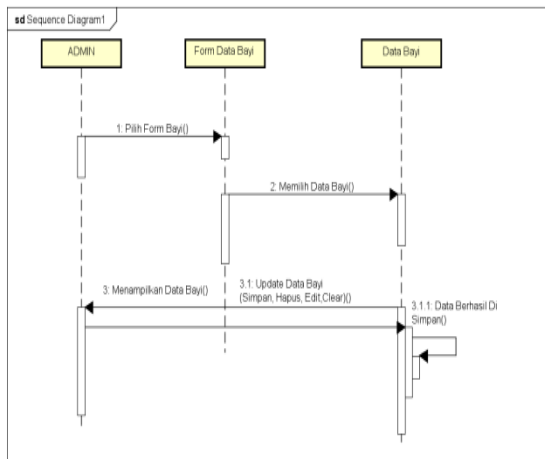 sd Sequence Diagram1
ADMIN
Form Data Bayi
Data Bayi
1: Pilih Form Bayi()
2: Memilih Data Bayi()
3: Menampilkan Data Bayi()
3.1: Update Data Bayi
(Simpan, Hapus, Edit,Clear)()
3.1.1: Data Berhasil Di
Simpan()